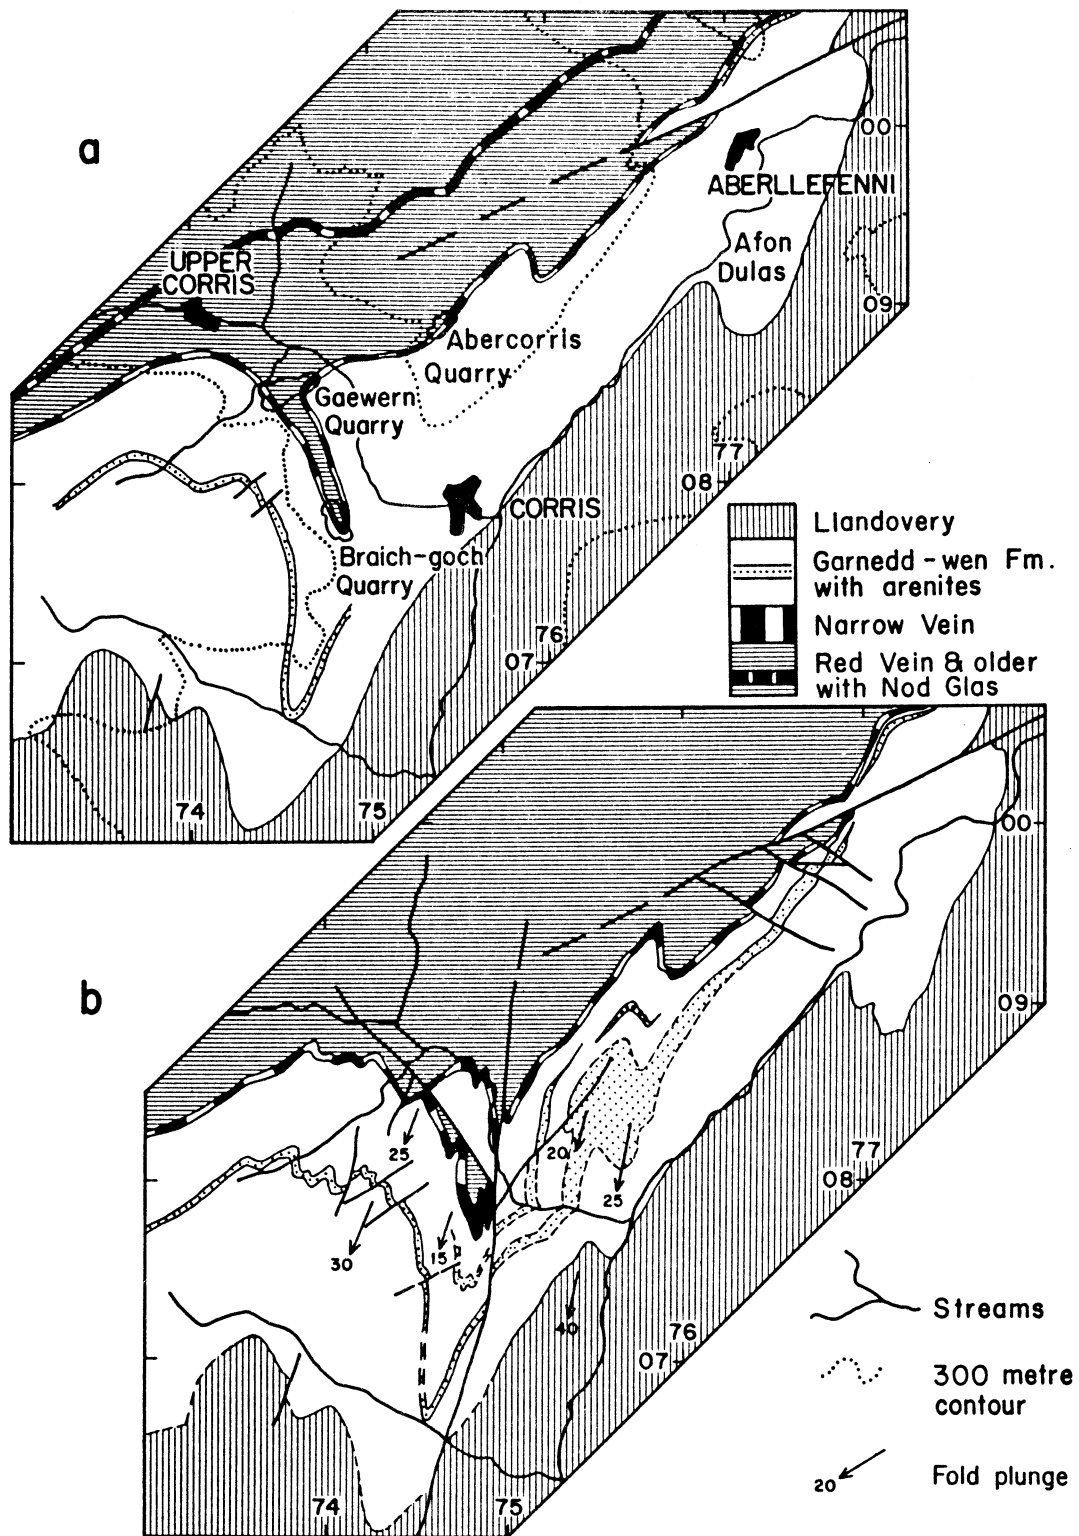 a
00
ABERLLEFENNI
Afon
Dulas
09
UPPER
CORRIS
Abercorris
Quarry
Gaewern
Quarry
77
08
CORRIS
Braich-goch
Quarry
76
07
74
75
Llandovery
Garnedd-wen Fm.
with arenites
Narrow Vein
Red Vein & older
with Nod Glas
b
00
09
77
08
25
20
25
15
30
40
76
07
74
75
Streams
300 metre
contour
20
Fold plunge